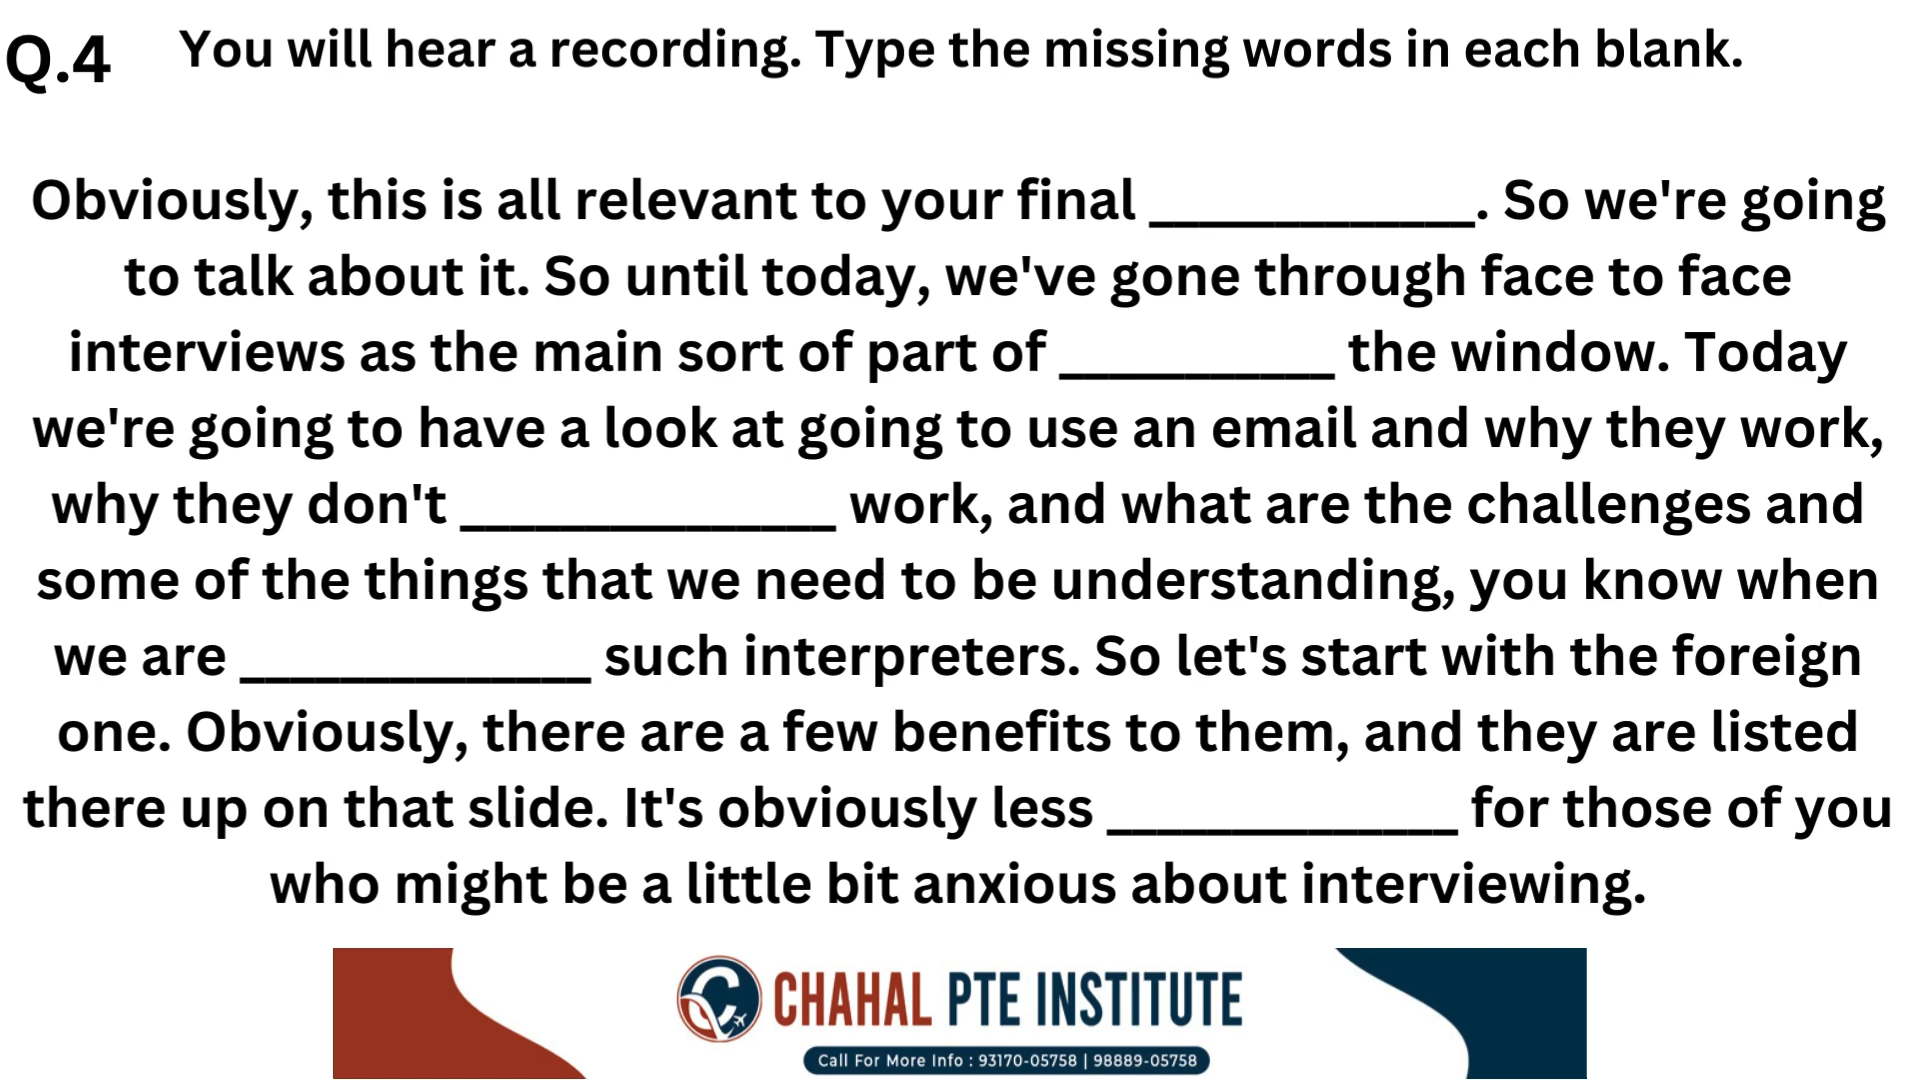 Q.4 You will hear a recording. Type the missing words in each blank.
Obviously, this is all relevant to your final _____________. So we're going
to talk about it. So until today, we've gone through face to face
interviews as the main sort of part of ___________ the window. Today
we're going to have a look at going to use an email and why they work,
why they don't _______________ work, and what are the challenges and
some of the things that we need to be understanding, you know when
we are ______________ such interpreters. So let's start with the foreign
one. Obviously, there are a few benefits to them, and they are listed
there up on that slide. It's obviously less ______________ for those of you
who might be a little bit anxious about interviewing.
CHAHAL PTE INSTITUTE
Call For More Info : 93170-05758 | 98889-05758